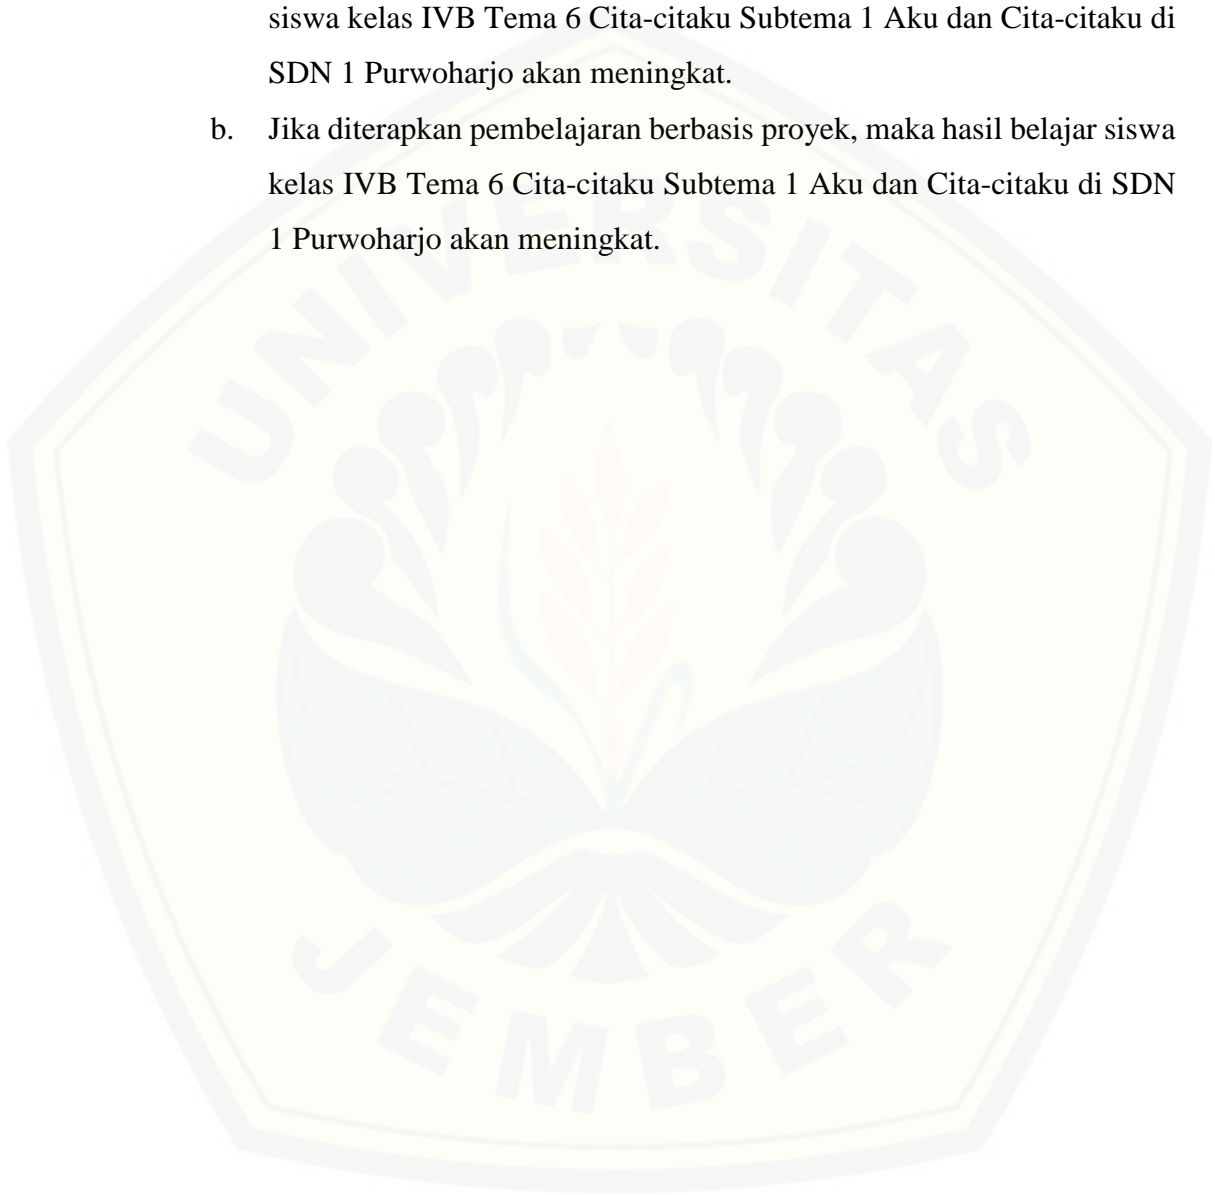 siswa kelas IVB Tema 6 Cita-citaku Subtema 1 Aku dan Cita-citaku di
SDN 1 Purwoharjo akan meningkat.
b. Jika diterapkan pembelajaran berbasis proyek, maka hasil belajar siswa
kelas IVB Tema 6 Cita-citaku Subtema 1 Aku dan Cita-citaku di SDN
1 Purwoharjo akan meningkat.
UNIVERSITAS
JEMBER